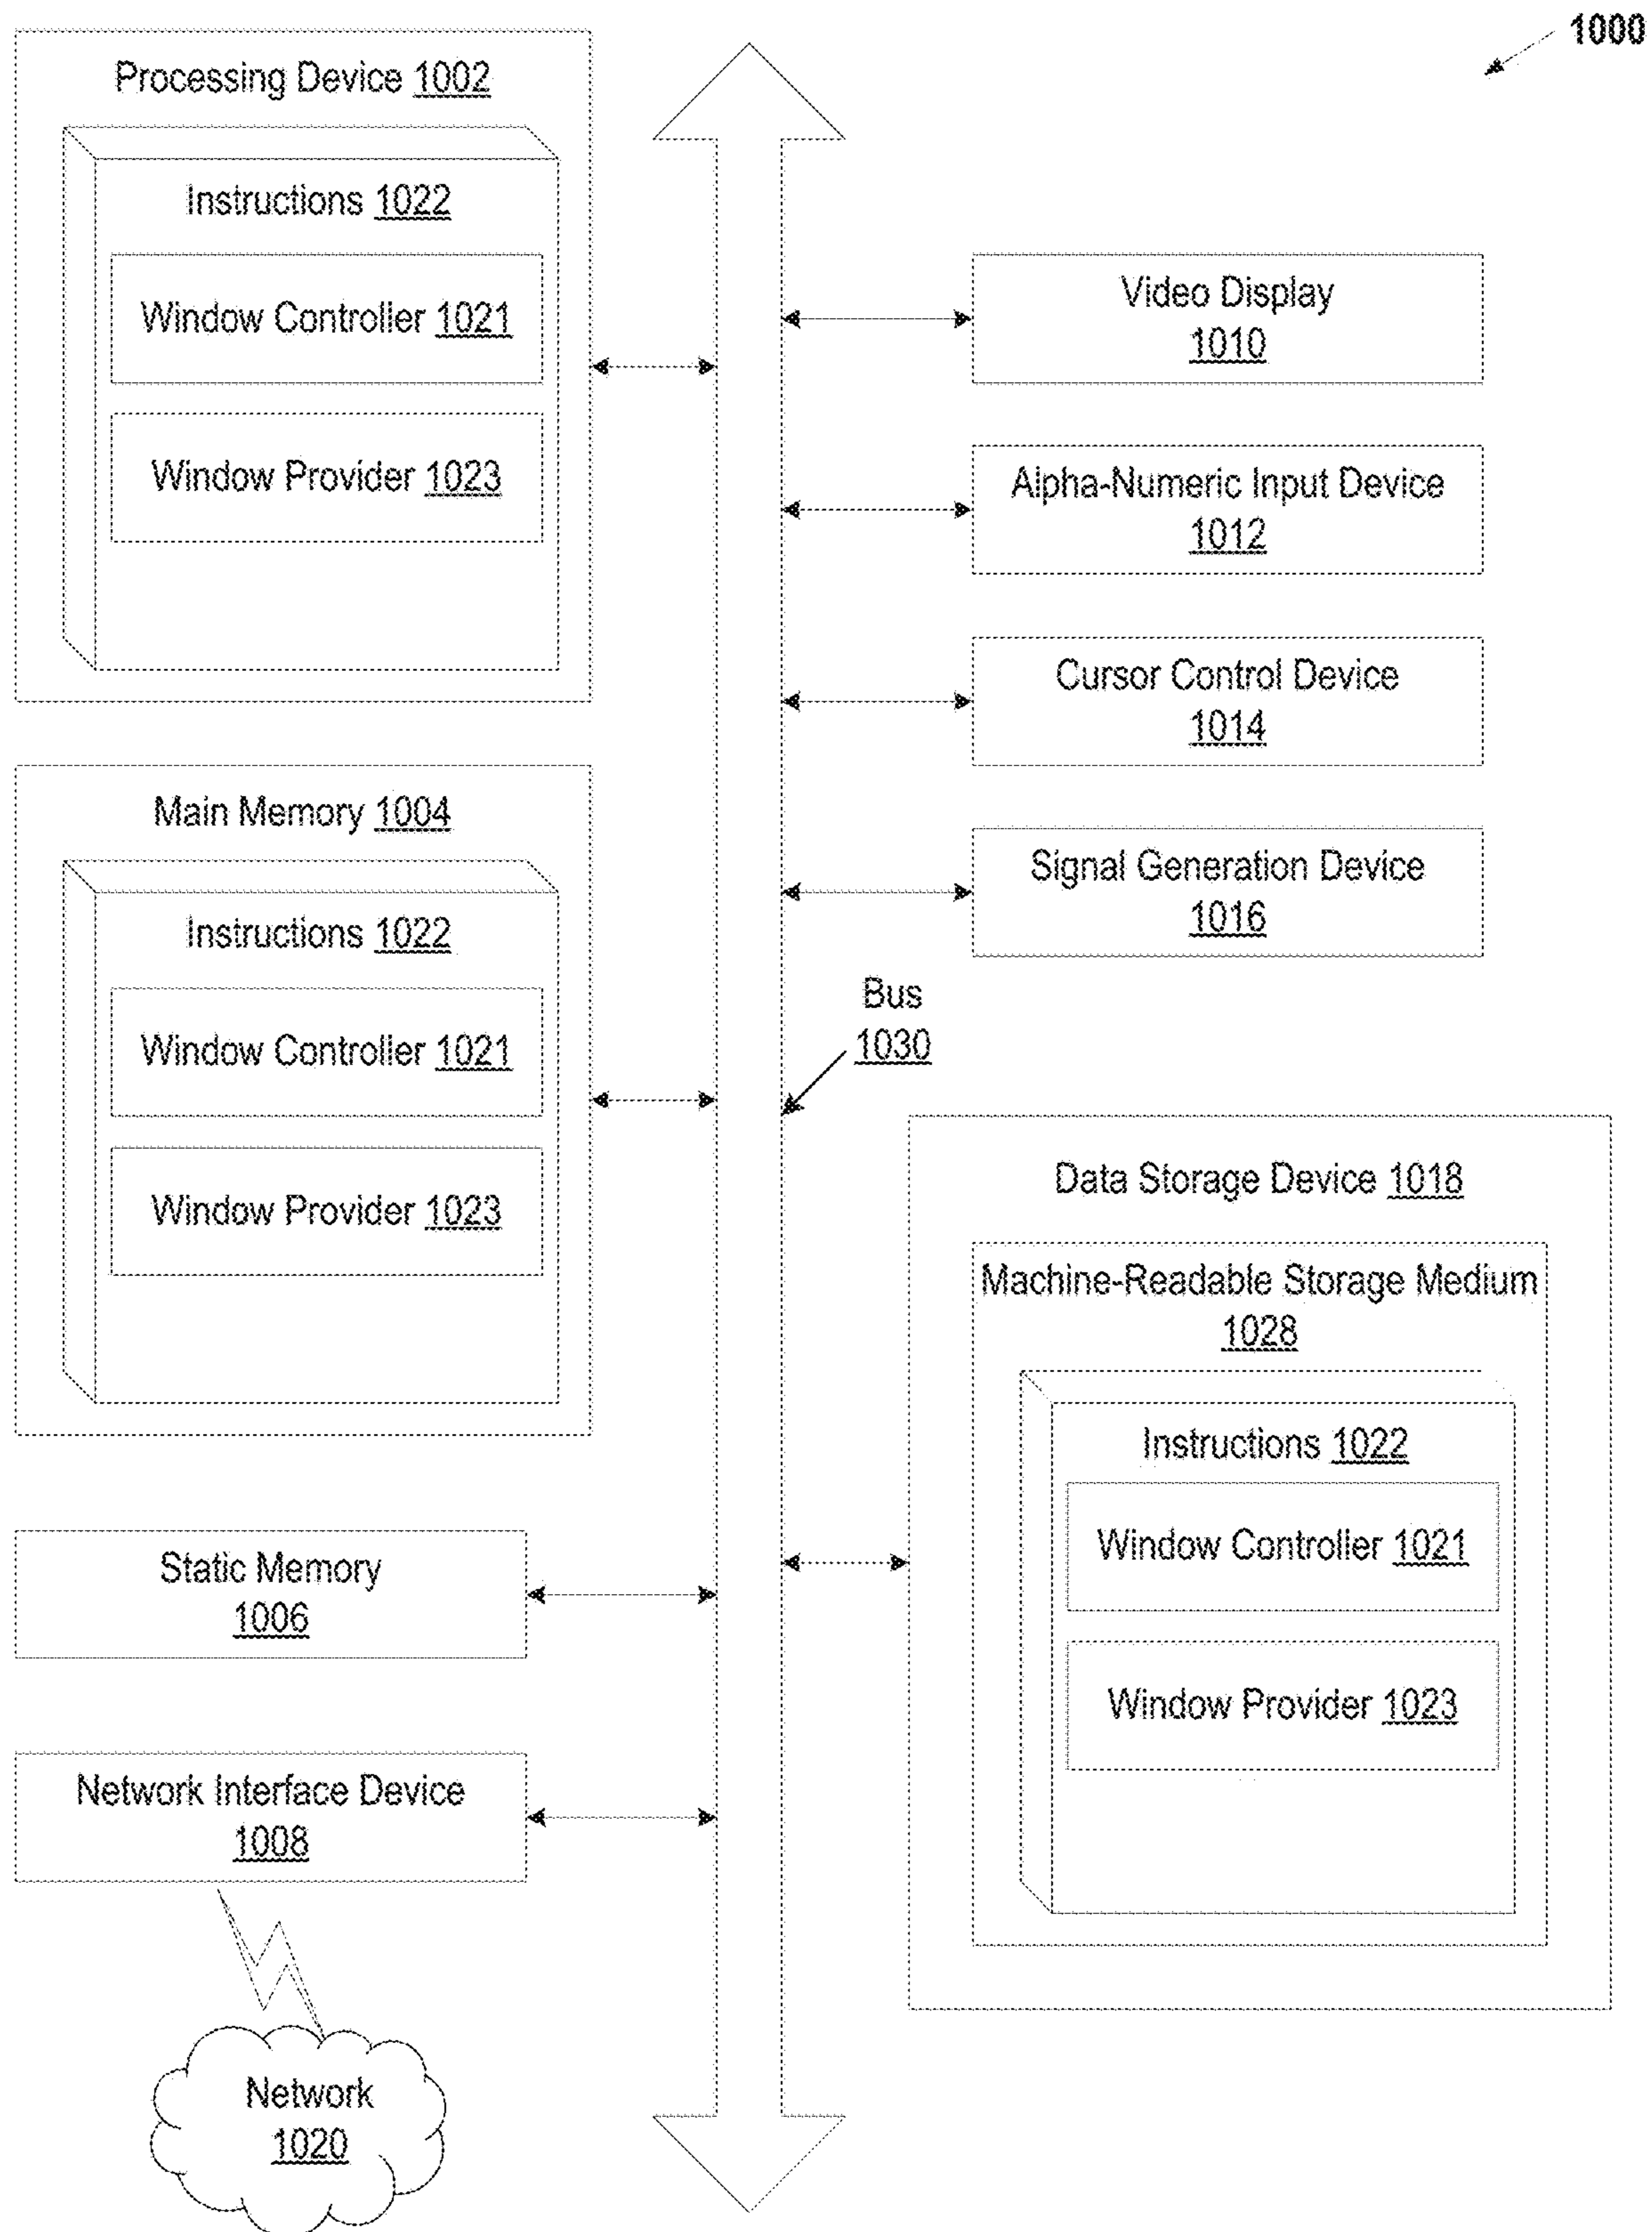 1000
Processing Device 1002
Instructions 1022
Window Controller 1021
Window Provider 1023
Main Memory 1004
Instructions 1022
Window Controller 1021
Window Provider 1023
Static Memory
1006
Network Interface Device
1008
Network
1020
Video Display
1010
Alpha-Numeric Input Device
1012
Cursor Control Device
1014
Signal Generation Device
1016
Bus
1030
Data Storage Device 1018
Machine-Readable Storage Medium
1028
Instructions 1022
Window Controller 1021
Window Provider 1023